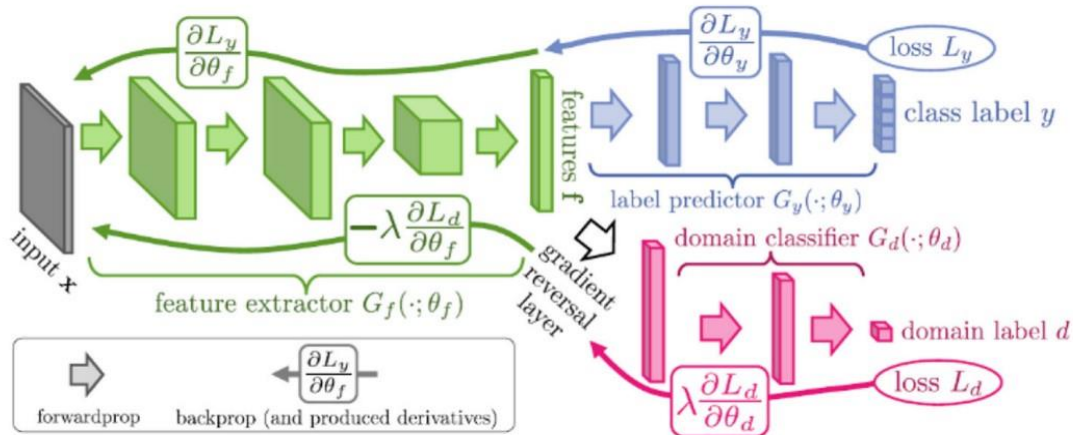 ∂L_y/∂θ_f
∂L_y/∂θ_y
loss L_y
features f
class label y
label predictor G_y(·; θ_y)
input x
−λ ∂L_d/∂θ_f
feature extractor G_f(·; θ_f)
gradient
reversal
layer
domain classifier G_d(·; θ_d)
domain label d
λ ∂L_d/∂θ_d
loss L_d
∂L_y/∂θ_f
forwardprop
backprop (and produced derivatives)